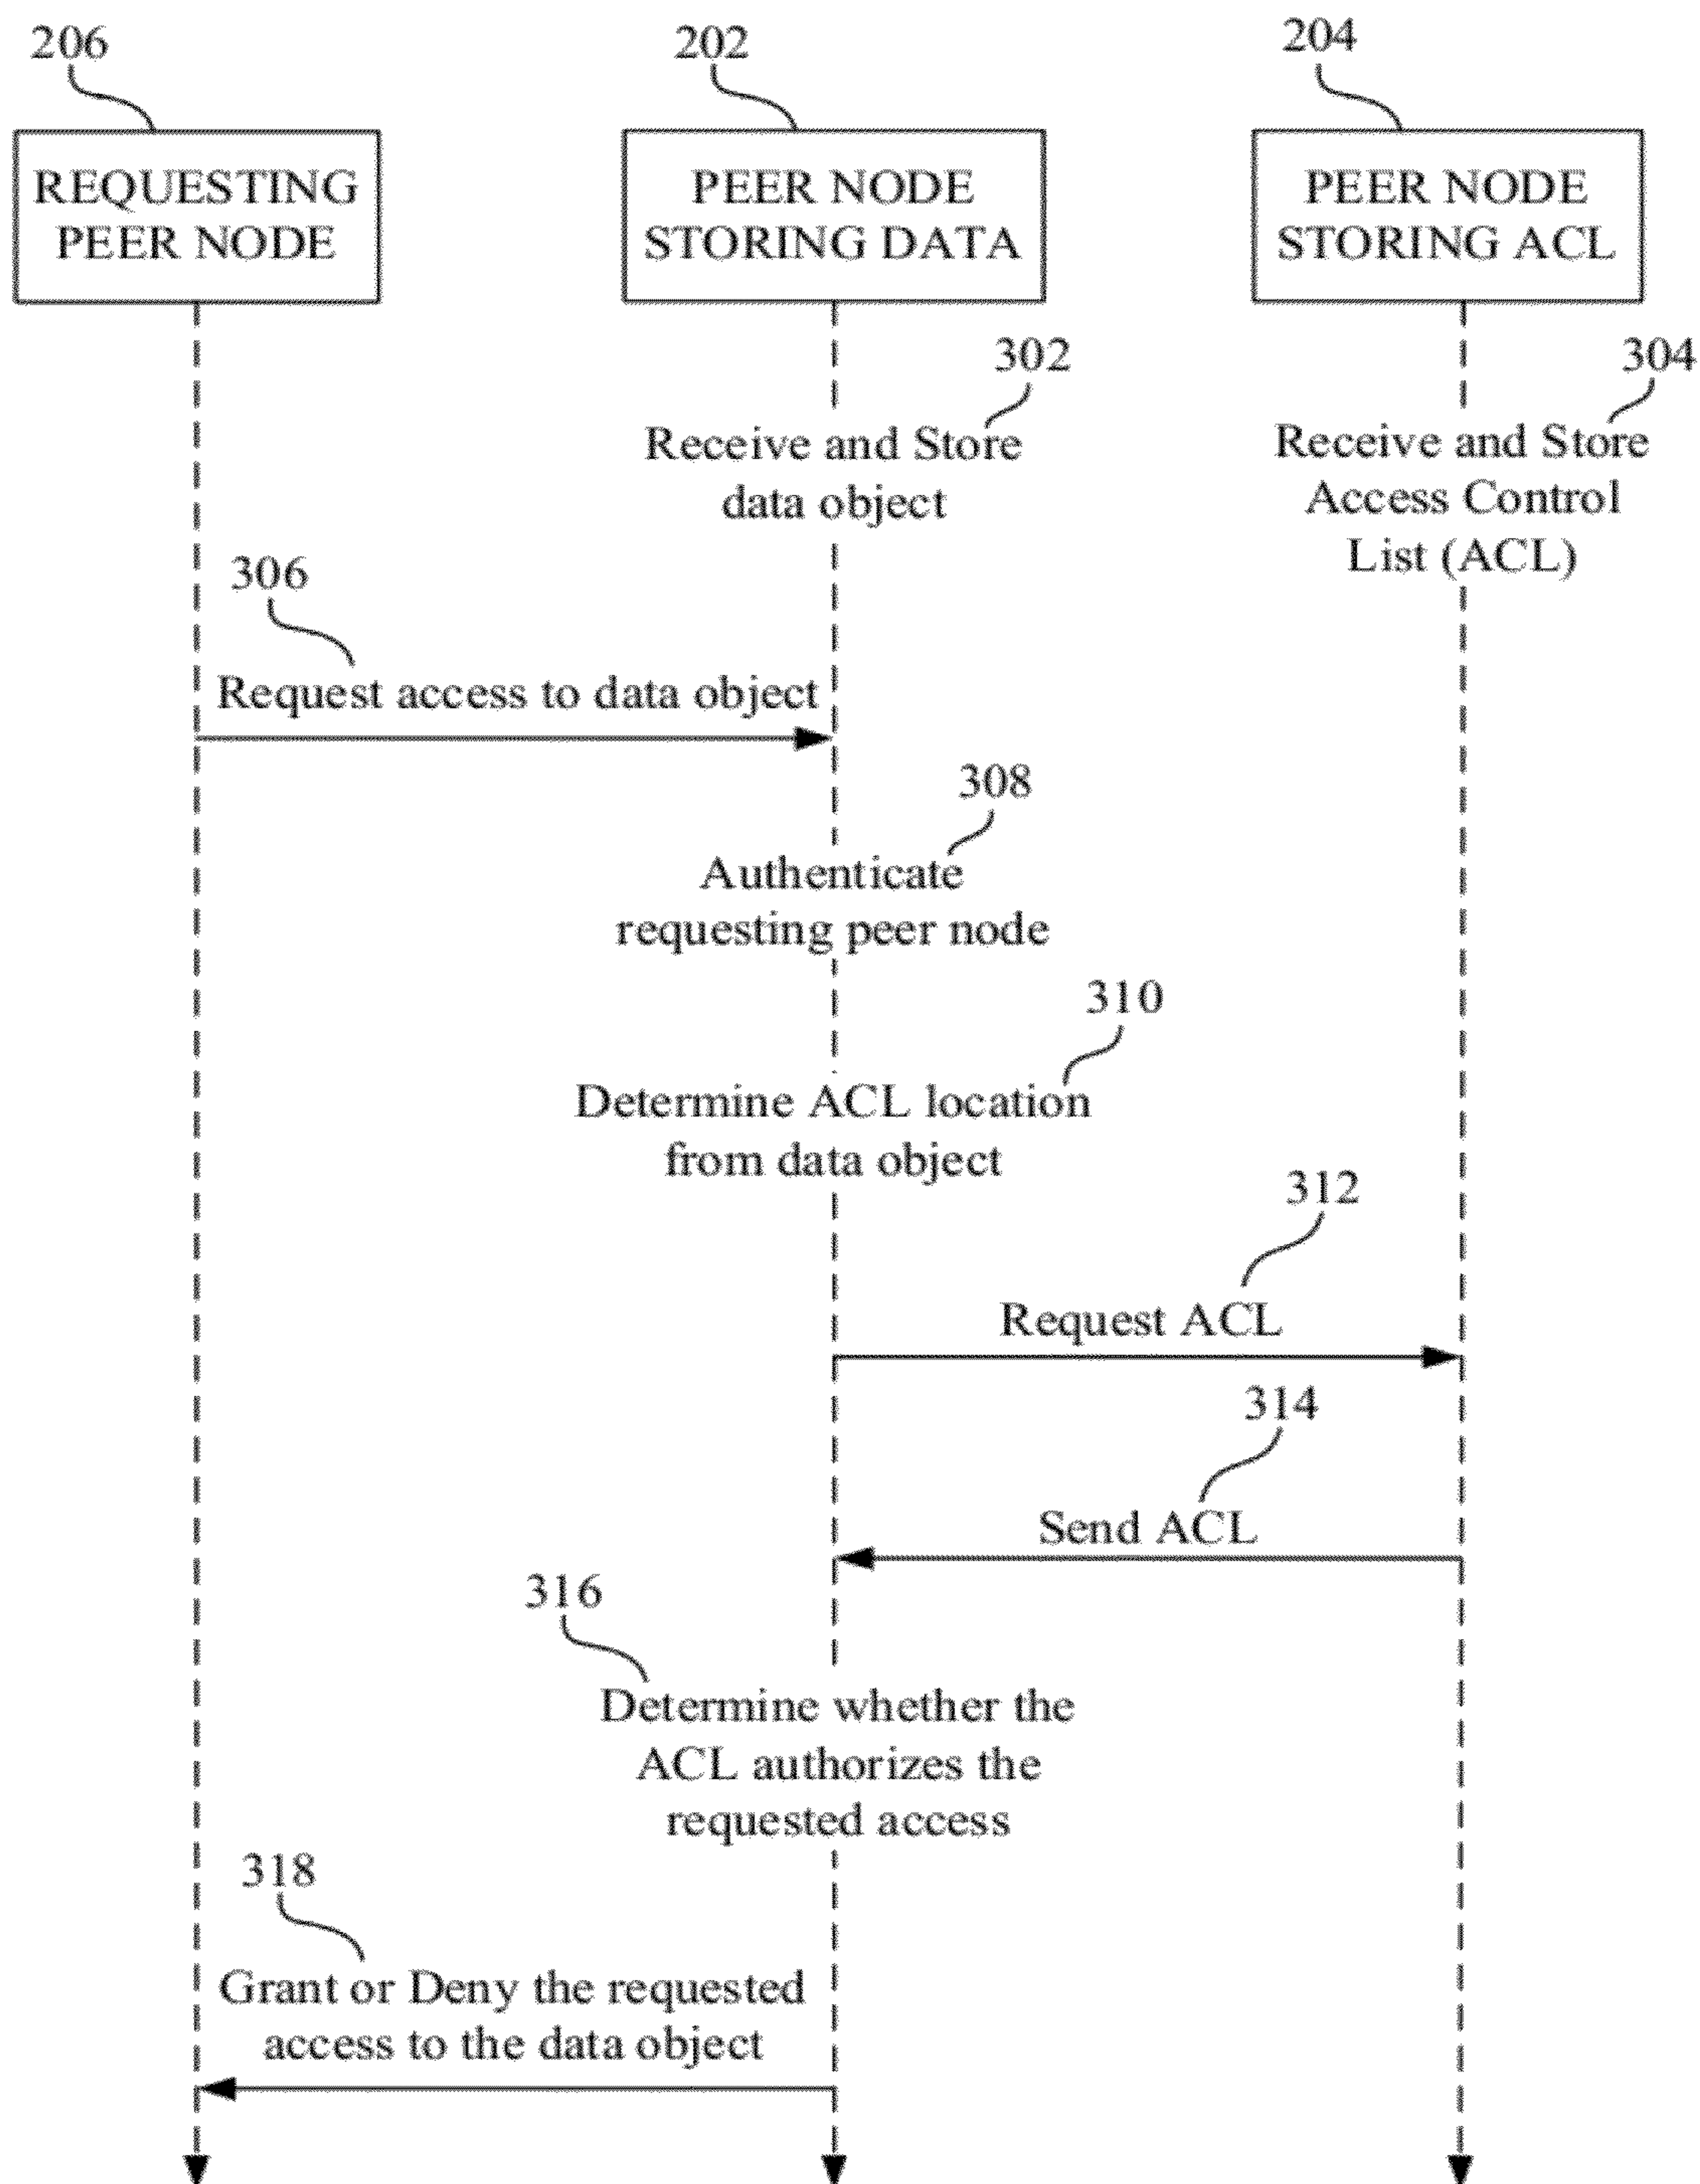 206
202
204
REQUESTING
PEER NODE
PEER NODE
STORING DATA
PEER NODE
STORING ACL
302
304
Receive and Store
data object
Receive and Store
Access Control
List (ACL)
306
Request access to data object
308
Authenticate
requesting peer node
310
Determine ACL location
from data object
312
Request ACL
314
Send ACL
316
Determine whether the
ACL authorizes the
requested access
318
Grant or Deny the requested
access to the data object